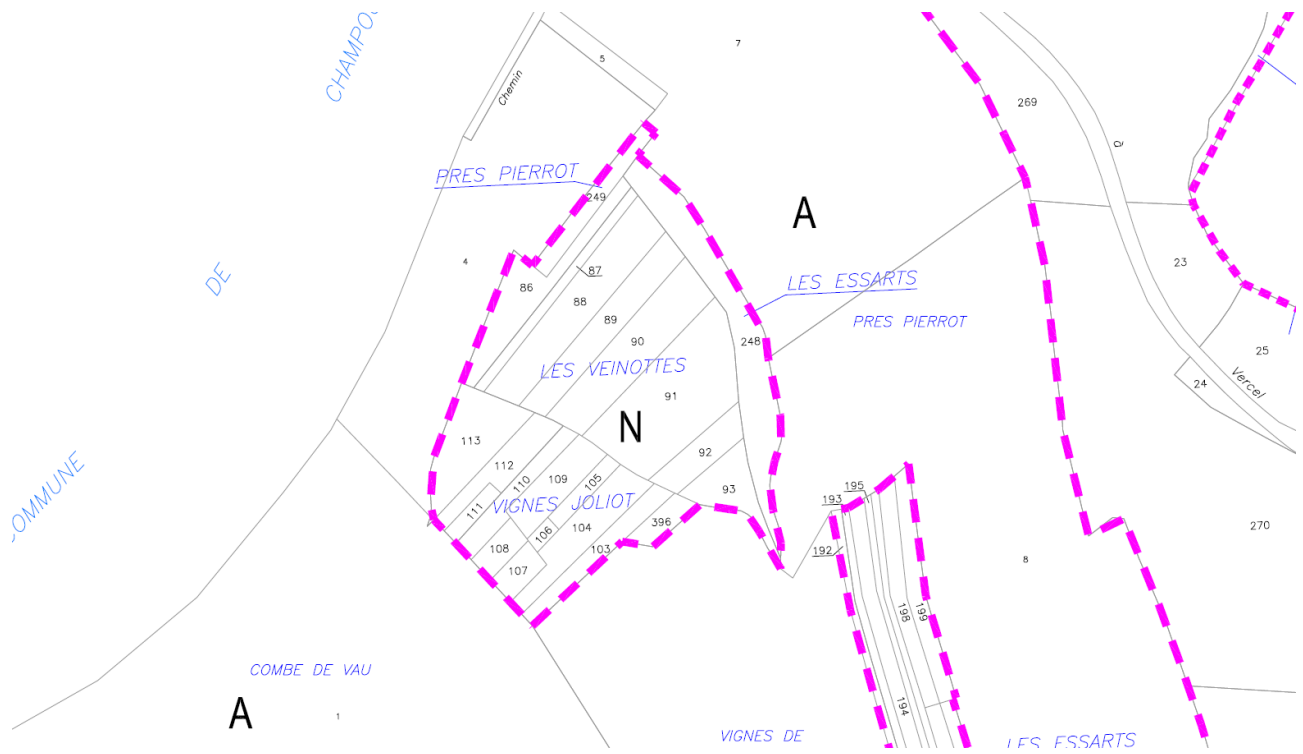 CHAMPOU
7
5
Chemin
269
PRES PIERROT
249
A
4
86
87
88
DE
LES ESSARTS
23
89
90
248
PRES PIERROT
25
LES VEINOTTES
91
24
Vercel
N
113
92
112
109
105
93
110
195
OMMUNE
111
VIGNES JOLIOT
193
106
104
396
270
108
103
192
107
8
198
199
COMBE DE VAU
A
1
194
VIGNES DE
LES ESSARTS